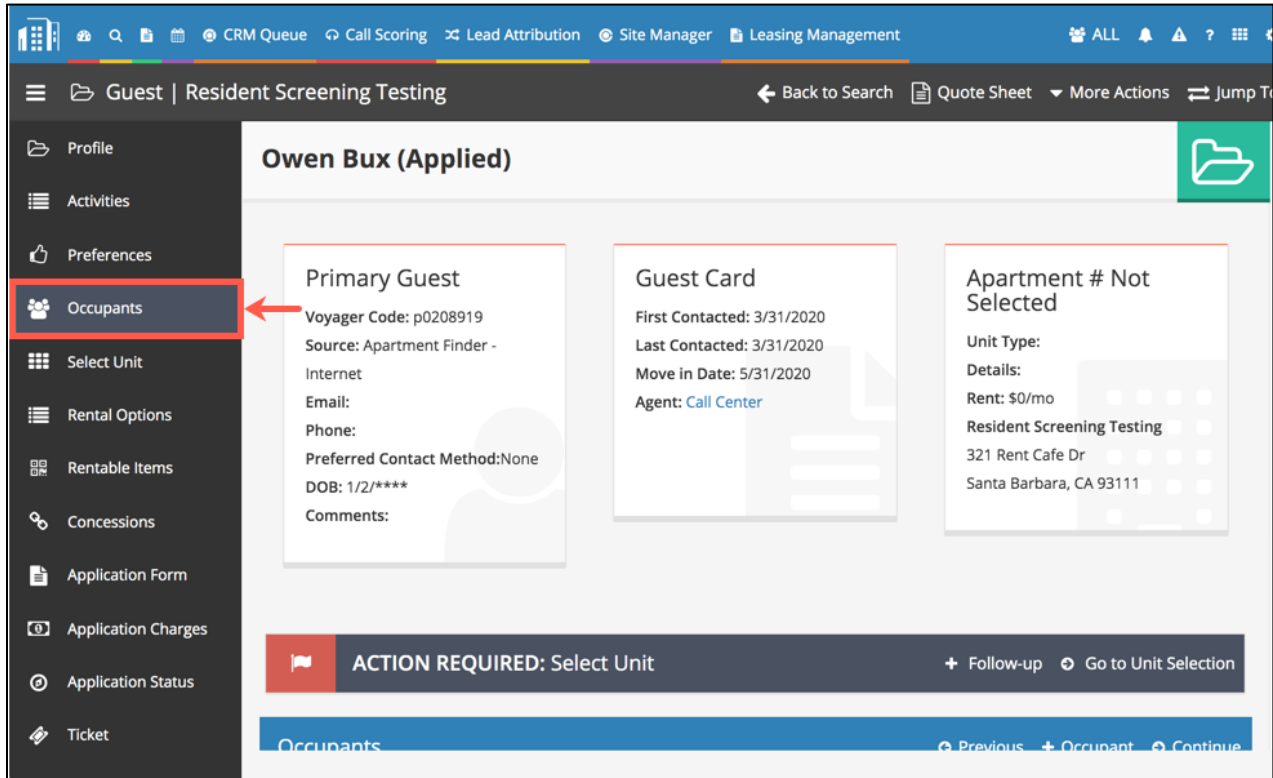 CRM Queue Call Scoring Lead Attribution Site Manager Leasing Management ALL ?
Guest | Resident Screening Testing Back to Search Quote Sheet More Actions Jump
Profile
Activities
Preferences
Occupants
Select Unit
Rental Options
Rentable Items
Concessions
Application Form
Application Charges
Application Status
Ticket
Owen Bux (Applied)
Primary Guest
Voyager Code: p0208919
Source: Apartment Finder -
Internet
Email:
Phone:
Preferred Contact Method:None
DOB: 1/2/****
Comments:
Guest Card
First Contacted: 3/31/2020
Last Contacted: 3/31/2020
Move in Date: 5/31/2020
Agent: Call Center
Apartment # Not
Selected
Unit Type:
Details:
Rent: $0/mo
Resident Screening Testing
321 Rent Cafe Dr
Santa Barbara, CA 93111
ACTION REQUIRED: Select Unit + Follow-up Go to Unit Selection
Occupants Previous + Occupant Continue